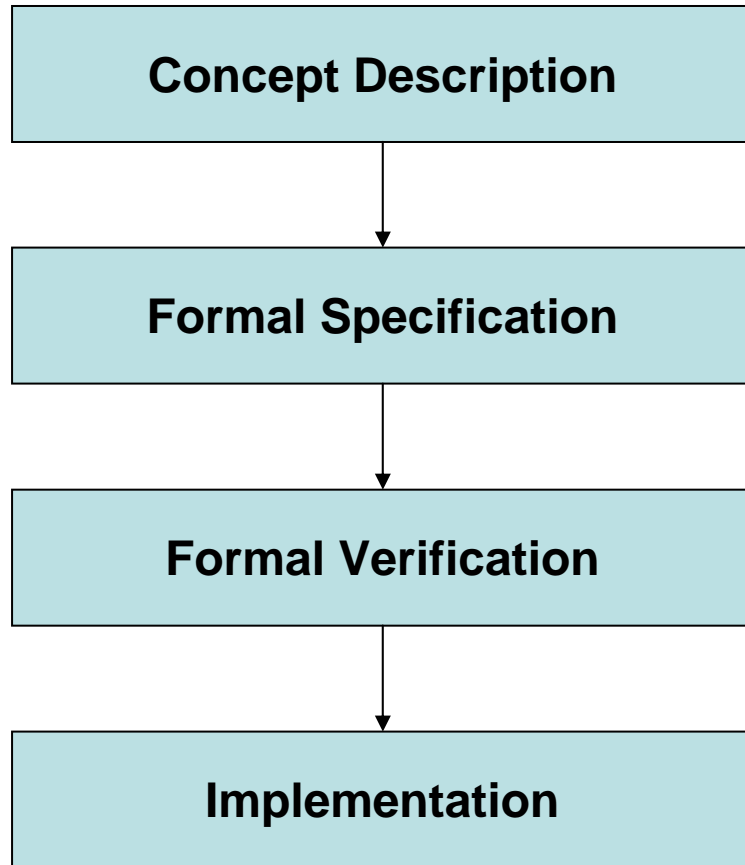 Concept Description
Formal Specification
Formal Verification
Implementation